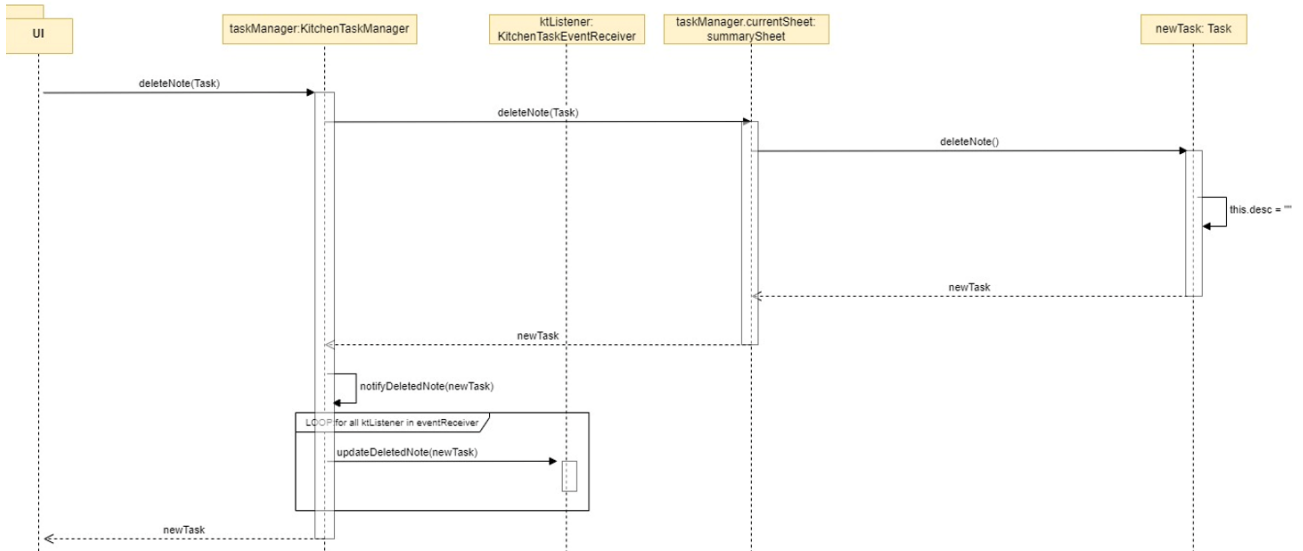 UI
taskManager:KitchenTaskManager
ktListener:
KitchenTaskEventReceiver
taskManager.currentSheet:
summarySheet
newTask: Task
deleteNote(Task)
deleteNote(Task)
deleteNote()
this.desc = ""
newTask
newTask
notifyDeletedNote(newTask)
LOOP for all ktListener in eventReceiver
updateDeletedNote(newTask)
newTask